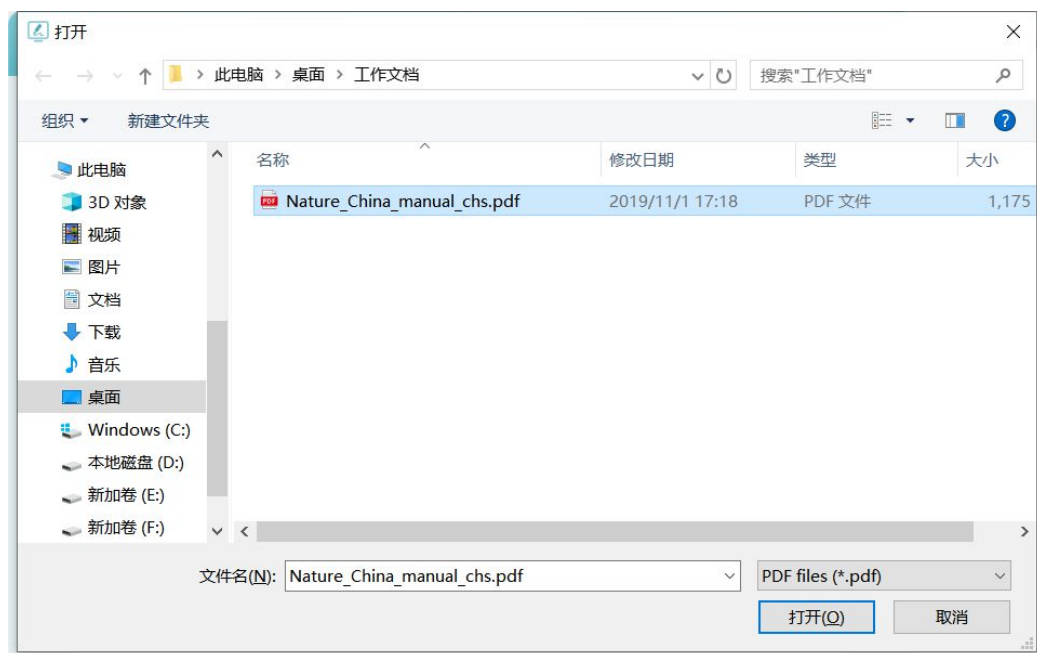 打开
此电脑 > 桌面 > 工作文档
搜索"工作文档"
组织
新建文件夹
?
名称 修改日期 类型 大小
Nature_China_manual_chs.pdf 2019/11/1 17:18 PDF 文件 1,175
此电脑
3D 对象
视频
图片
文档
下载
音乐
桌面
Windows (C:)
本地磁盘 (D:)
新加卷 (E:)
新加卷 (F:)
文件名(N): Nature_China_manual_chs.pdf PDF files (*.pdf)
打开(O) 取消